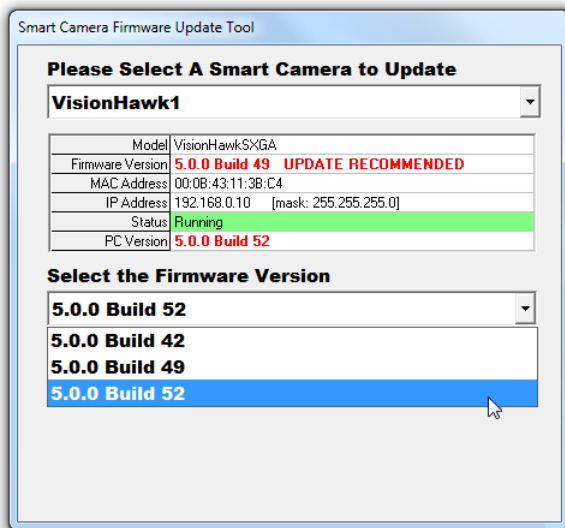 Smart Camera Firmware Update Tool
Please Select A Smart Camera to Update
VisionHawk1
Model VisionHawkSXGA
Firmware Version 5.0.0 Build 49 UPDATE RECOMMENDED
MAC Address 00:0B:43:11:3B:C4
IP Address 192.168.0.10 [mask: 255.255.255.0]
Status Running
PC Version 5.0.0 Build 52
Select the Firmware Version
5.0.0 Build 52
5.0.0 Build 42
5.0.0 Build 49
5.0.0 Build 52